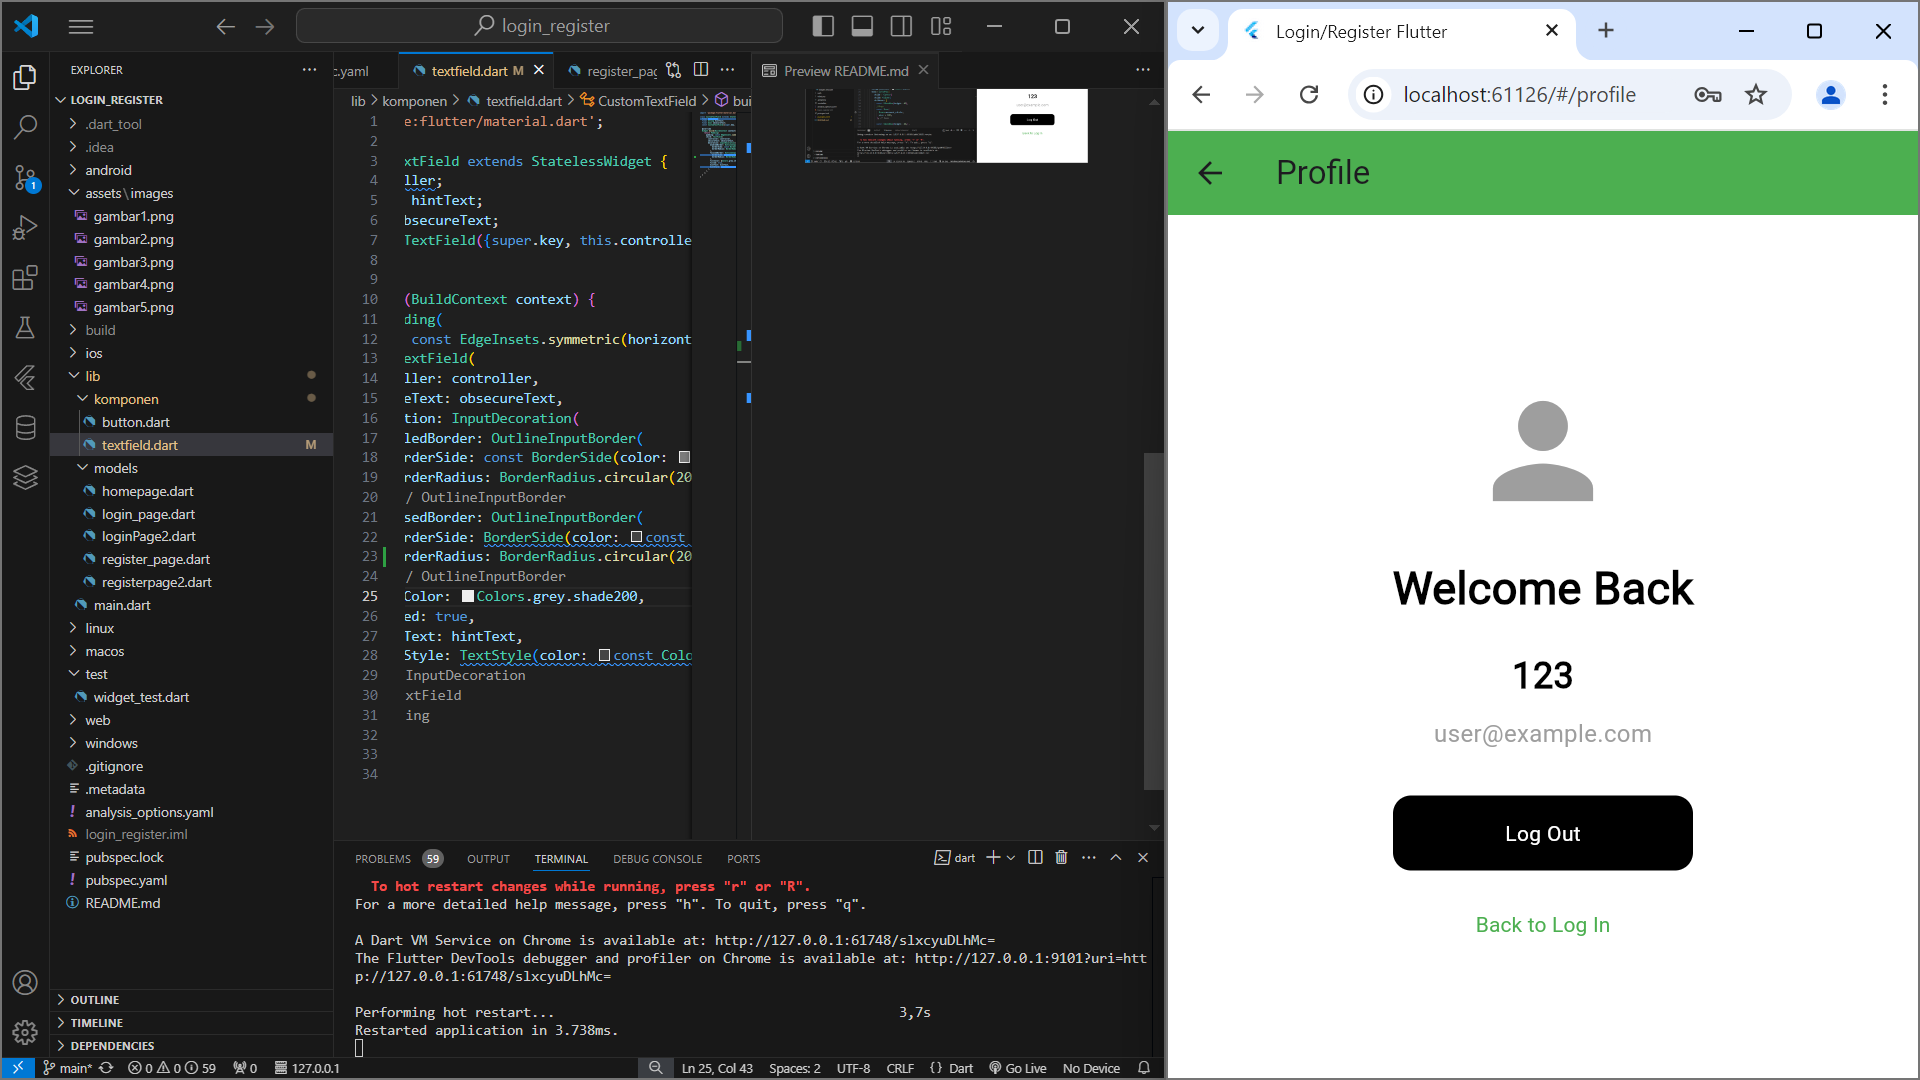 login_register
EXPLORER
LOGIN_REGISTER
.dart_tool
.idea
android
assets\images
gambar1.png
gambar2.png
gambar3.png
gambar4.png
gambar5.png
build
ios
lib
komponen
button.dart
textfield.dart M
models
homepage.dart
login_page.dart
loginPage2.dart
register_page.dart
registerpage2.dart
main.dart
linux
macos
test
widget_test.dart
web
windows
.gitignore
.metadata
analysis_options.yaml
login_register.iml
pubspec.lock
pubspec.yaml
README.md
OUTLINE
TIMELINE
DEPENDENCIES
c.yaml
textfield.dart M
register_pag
Preview README.md
lib > komponen > textfield.dart > CustomTextField > bui
1 e:flutter/material.dart';
2
3 xtField extends StatelessWidget {
4 ller;
5 hintText;
6 bsecureText;
7 TextField({super.key, this.controlle
8
9
10 (BuildContext context) {
11 ding(
12 const EdgeInsets.symmetric(horizont
13 extField(
14 ller: controller,
15 eText: obsecureText,
16 tion: InputDecoration(
17 ledBorder: OutlineInputBorder(
18 rderSide: const BorderSide(color:
19 rderRadius: BorderRadius.circular(20
20 / OutlineInputBorder
21 sedBorder: OutlineInputBorder(
22 rderSide: BorderSide(color: const
23 rderRadius: BorderRadius.circular(20
24 / OutlineInputBorder
25 Color: Colors.grey.shade200,
26 ed: true,
27 Text: hintText,
28 Style: TextStyle(color: const Colo
29 InputDecoration
30 xtField
31 ing
32
33
34
PROBLEMS 59 OUTPUT TERMINAL DEBUG CONSOLE PORTS
dart
To hot restart changes while running, press "r" or "R".
For a more detailed help message, press "h". To quit, press "q".
A Dart VM Service on Chrome is available at: http://127.0.0.1:61748/slxcyuDLhMc=
The Flutter DevTools debugger and profiler on Chrome is available at: http://127.0.0.1:9101?uri=htt
p://127.0.0.1:61748/slxcyuDLhMc=
Performing hot restart... 3,7s
Restarted application in 3.738ms.
1
main* 0 0 59 0 127.0.0.1
Ln 25, Col 43 Spaces: 2 UTF-8 CRLF {} Dart Go Live No Device
Login/Register Flutter
localhost:61126/#/profile
Profile
Welcome Back
123
user@example.com
Log Out
Back to Log In